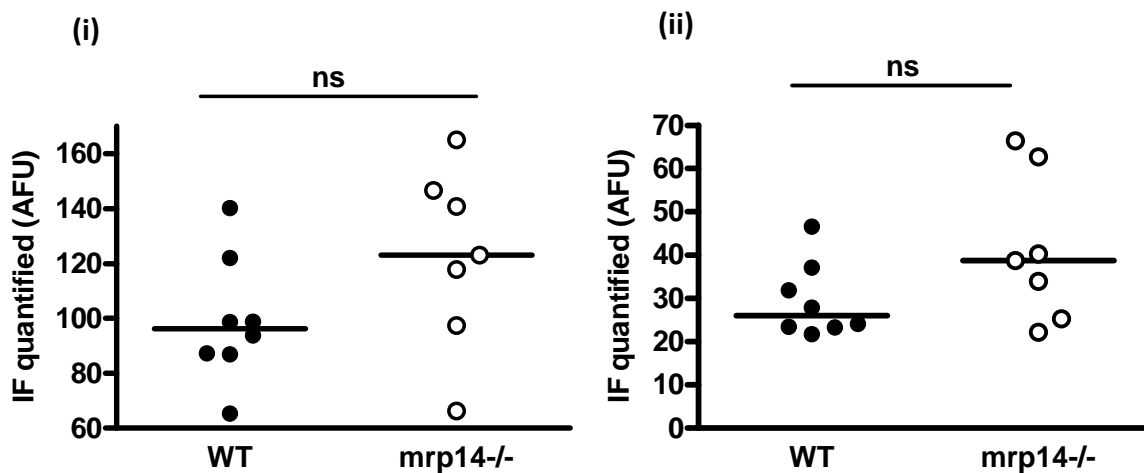 (i)
ns
IF quantified (AFU)
160
140
120
100
80
60
WT mrp14-/-
(ii)
ns
IF quantified (AFU)
70
60
50
40
30
20
10
0
WT mrp14-/-